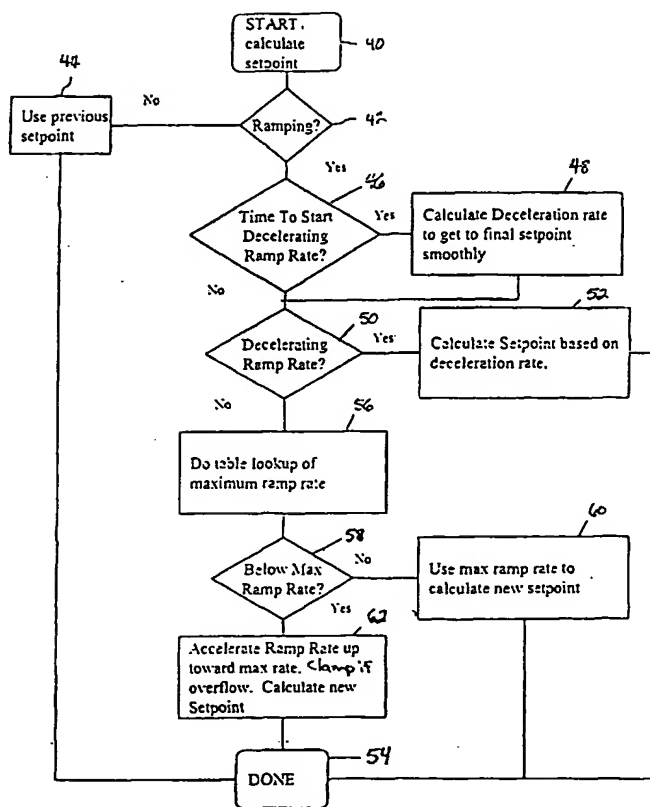 START,
calculate
setpoint
40
44
No
Use previous
setpoint
Ramping?
42
Yes
46
48
Time To Start
Decelerating
Ramp Rate?
Yes
Calculate Deceleration rate
to get to final setpoint
smoothly
No
50
52
Decelerating
Ramp Rate?
Yes
Calculate Setpoint based on
deceleration rate.
No
56
Do table lookup of
maximum ramp rate
58
60
Below Max
Ramp Rate?
No
Use max ramp rate to
calculate new setpoint
Yes
62
Accelerate Ramp Rate up
toward max rate. Clamp if
overflow. Calculate new
Setpoint
54
DONE